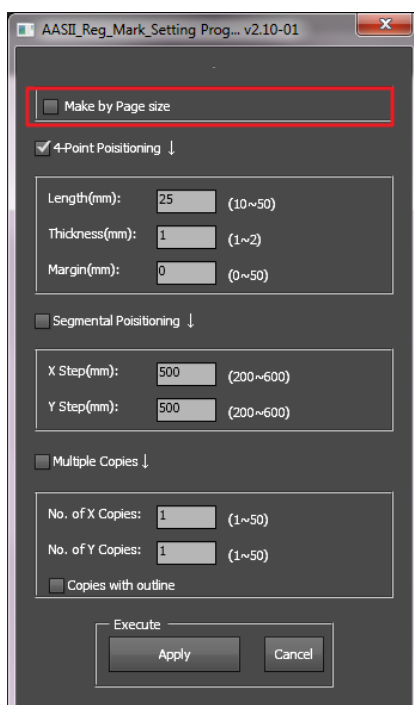 AASII_Reg_Mark_Setting Prog... v2.10-01
Make by Page size
4-Point Poisitioning ↓
Length(mm): 25 (10~50)
Thickness(mm): 1 (1~2)
Margin(mm): 0 (0~50)
Segmental Poisitioning ↓
X Step(mm): 500 (200~600)
Y Step(mm): 500 (200~600)
Multiple Copies ↓
No. of X Copies: 1 (1~50)
No. of Y Copies: 1 (1~50)
Copies with outline
Execute
Apply Cancel